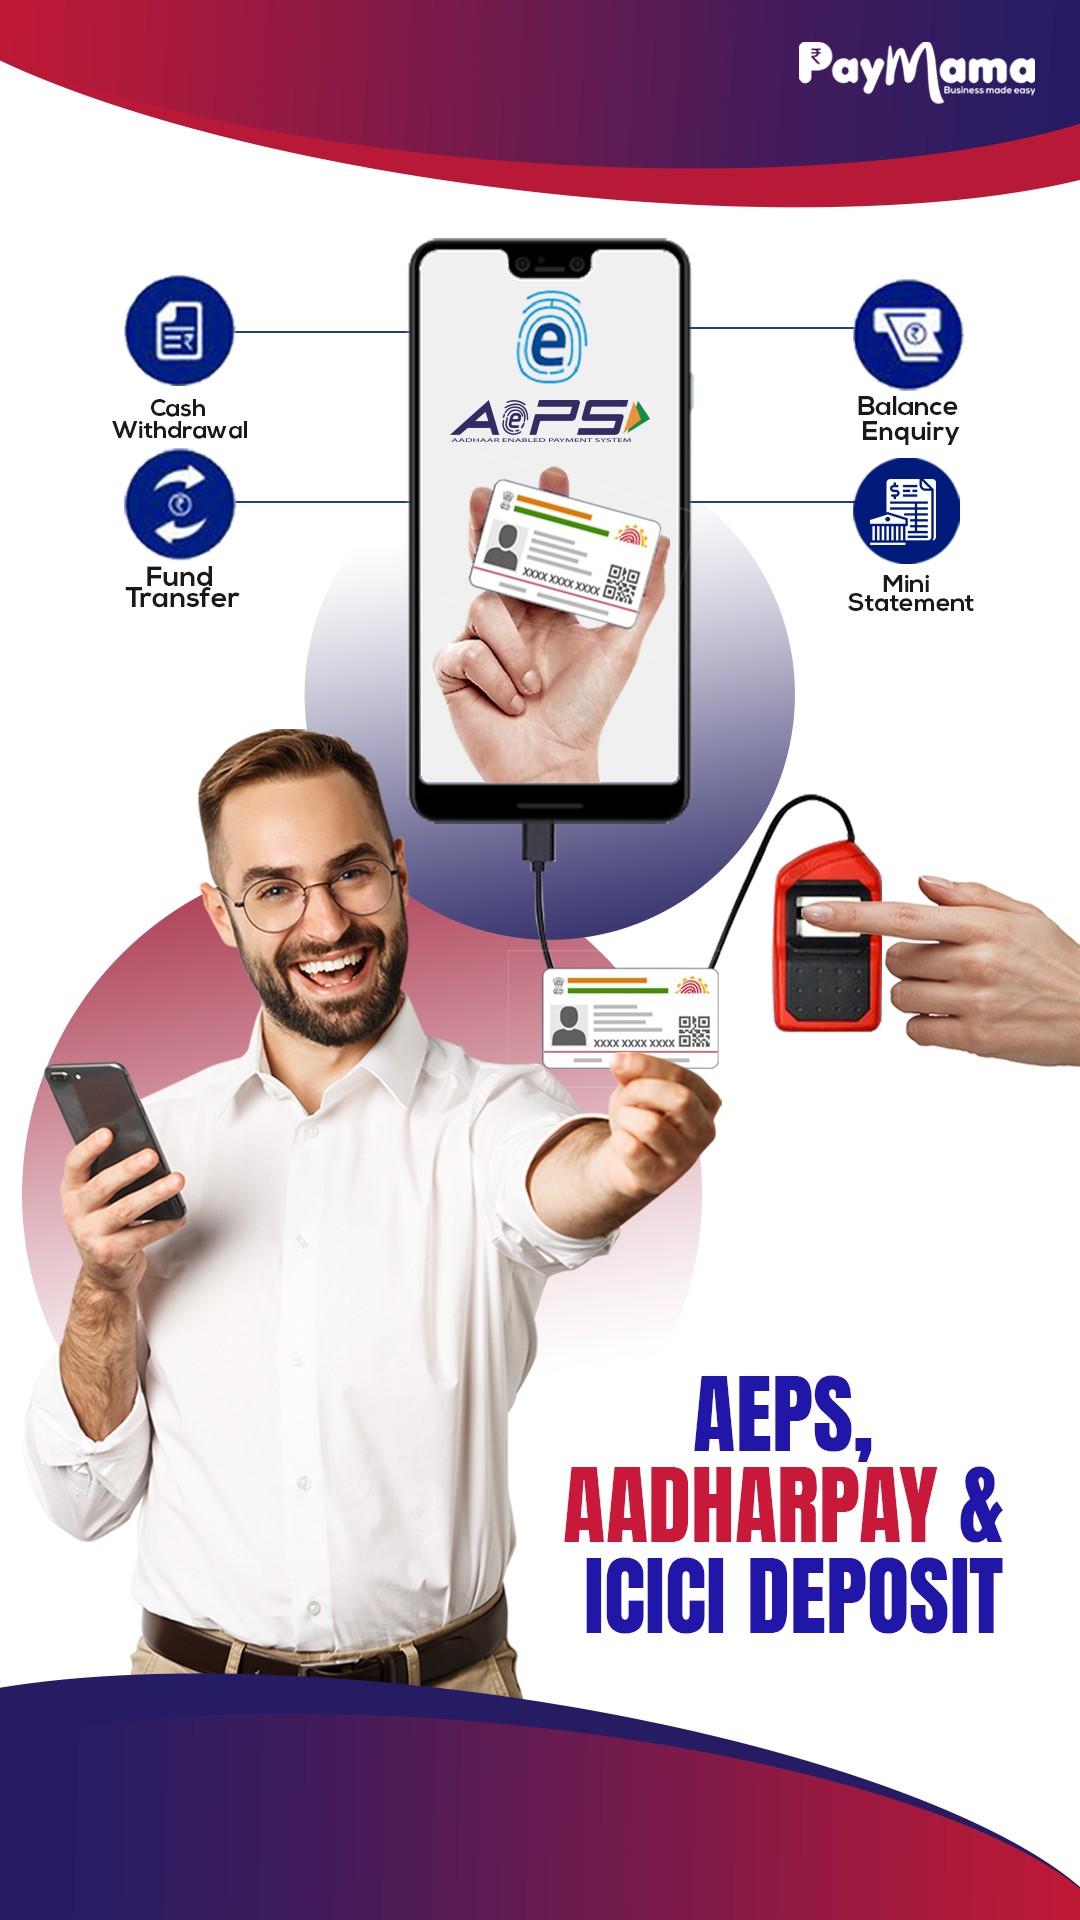 PayMama
Business made easy
Cash
Withdrawal
Fund
Transfer
e
AePS
AADHAAR ENABLED PAYMENT SYSTEM
XXXX XXXX XXXX
Balance
Enquiry
Mini
Statement
XXXX XXXX XXXX
AEPS,
AADHARPAY &
ICICI DEPOSIT